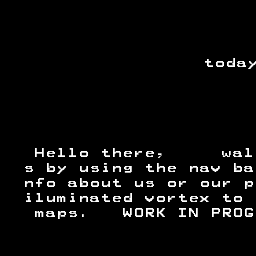 today
Hello there, wal
s by using the nav ba
nfo about us or our p
iluminated vortex to
maps. WORK IN PROG